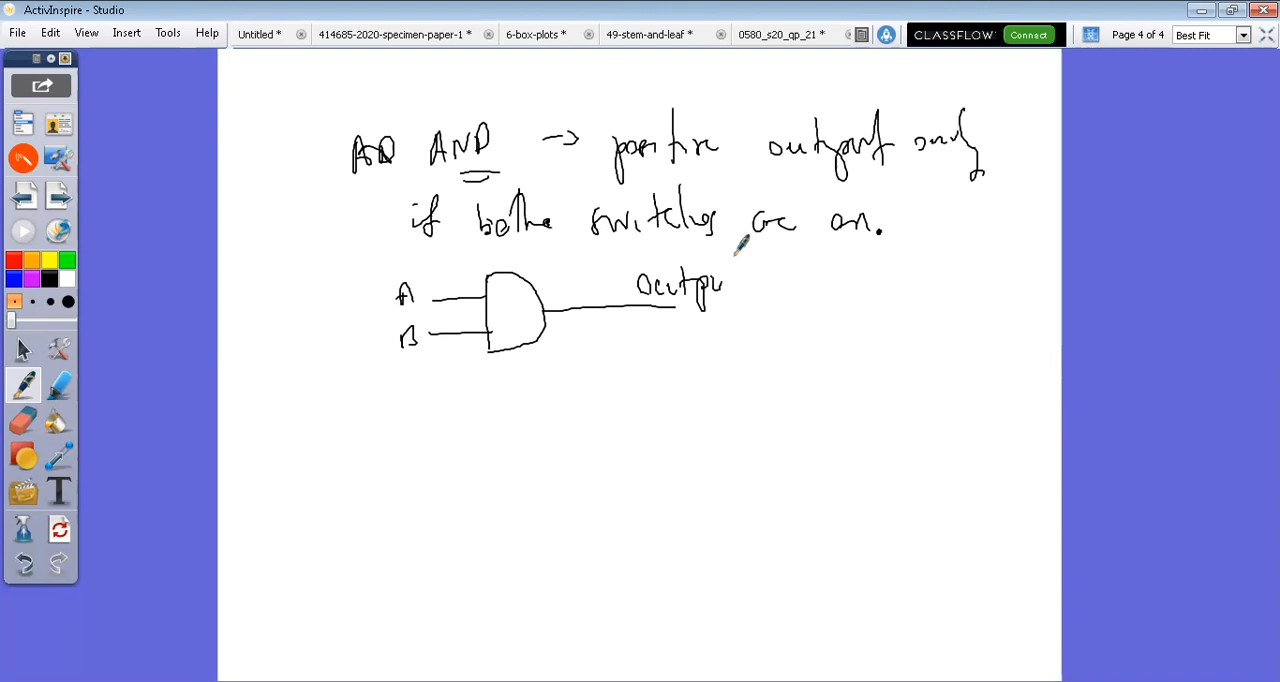 ActivInspire - Studio
File Edit View Insert Tools Help
Untitled * 414685-2020-specimen-paper-1 * 6-box-plots * 49-stem-and-leaf * 0580_s20_qp_21 * CLASSFLOW Connect Page 4 of 4 Best Fit
AND → positive output only
if both switches are on.
A Outpu
B
T